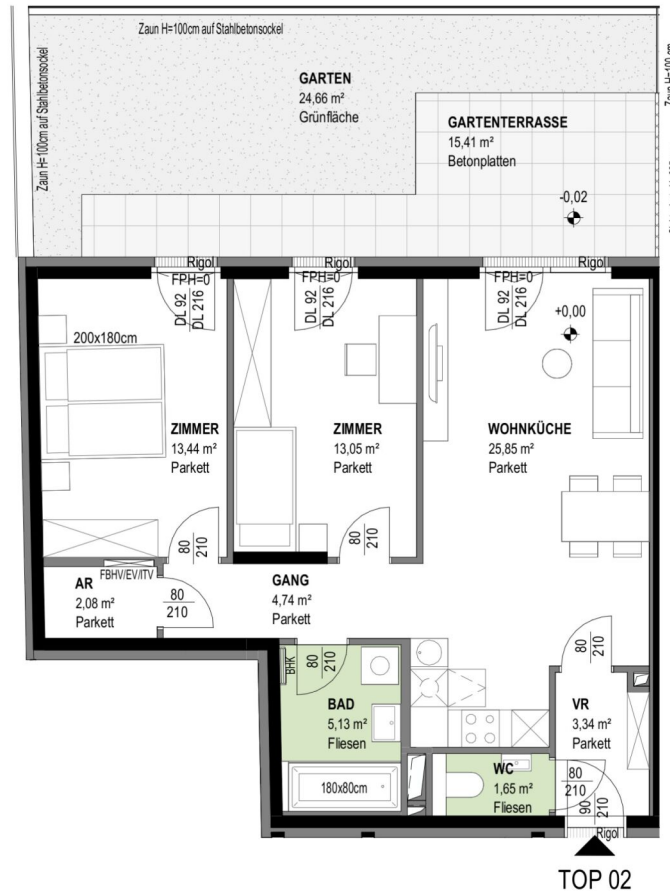 Zaun H=100cm auf Stahlbetonsockel
Zaun H=100cm auf Stahlbetonsockel
Zaun H=100 cm
GARTEN
24,66 m²
Grünfläche
GARTENTERRASSE
15,41 m²
Betonplatten
-0,02
Rigol
Rigol
Rigol
FPH=0
FPH=0
FPH=0
DL 92
DL 216
DL 92
DL 216
DL 92
DL 216
+0,00
200x180cm
ZIMMER
13,44 m²
Parkett
ZIMMER
13,05 m²
Parkett
WOHNKÜCHE
25,85 m²
Parkett
80
210
80
210
FBHV/EV/ITV
AR
2,08 m²
Parkett
80
210
GANG
4,74 m²
Parkett
80
210
BHK
80
210
BAD
5,13 m²
Fliesen
VR
3,34 m²
Parkett
180x80cm
WC
1,65 m²
Fliesen
80
210
90
210
Rigol
TOP 02